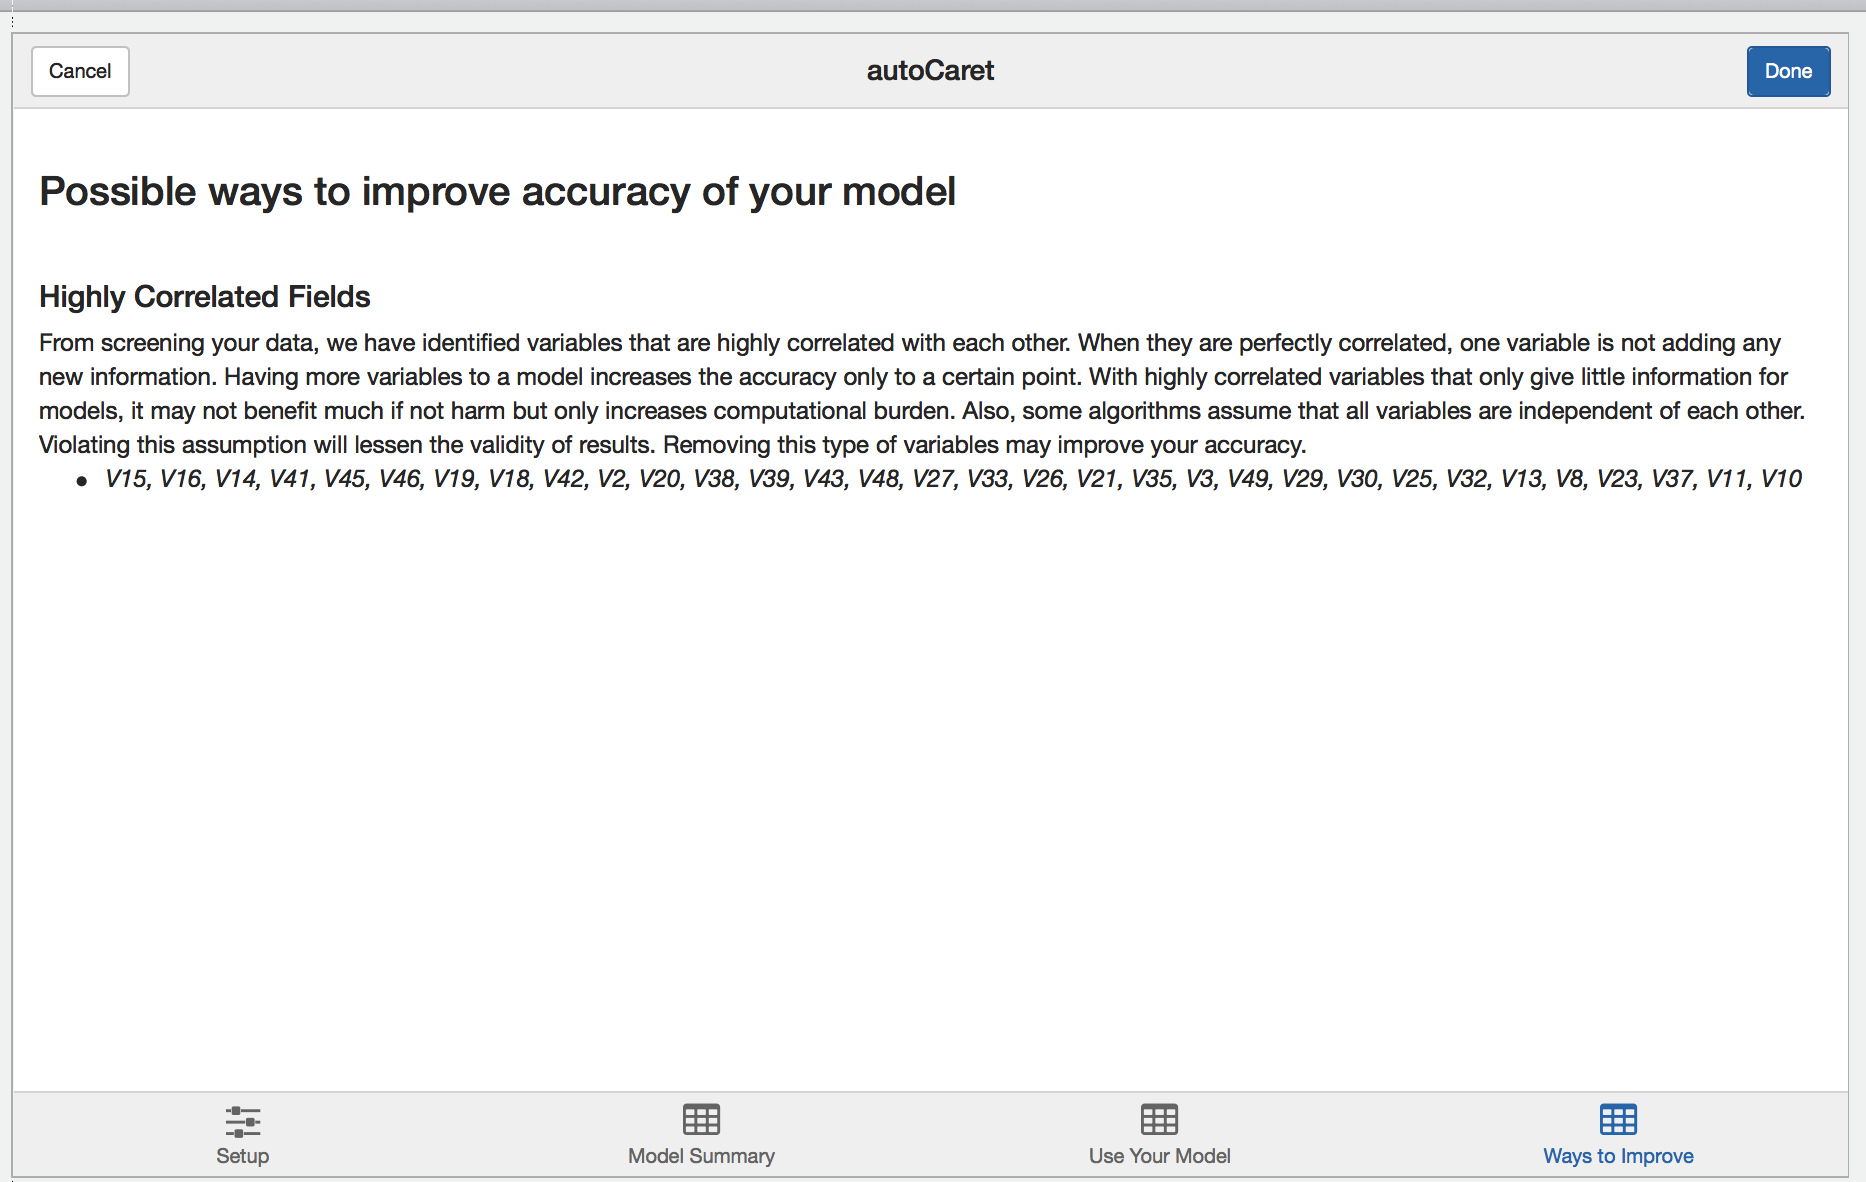 Cancel
autoCaret
Done
Possible ways to improve accuracy of your model
Highly Correlated Fields
From screening your data, we have identified variables that are highly correlated with each other. When they are perfectly correlated, one variable is not adding any
new information. Having more variables to a model increases the accuracy only to a certain point. With highly correlated variables that only give little information for
models, it may not benefit much if not harm but only increases computational burden. Also, some algorithms assume that all variables are independent of each other.
Violating this assumption will lessen the validity of results. Removing this type of variables may improve your accuracy.
• V15, V16, V14, V41, V45, V46, V19, V18, V42, V2, V20, V38, V39, V43, V48, V27, V33, V26, V21, V35, V3, V49, V29, V30, V25, V32, V13, V8, V23, V37, V11, V10
Setup
Model Summary
Use Your Model
Ways to Improve